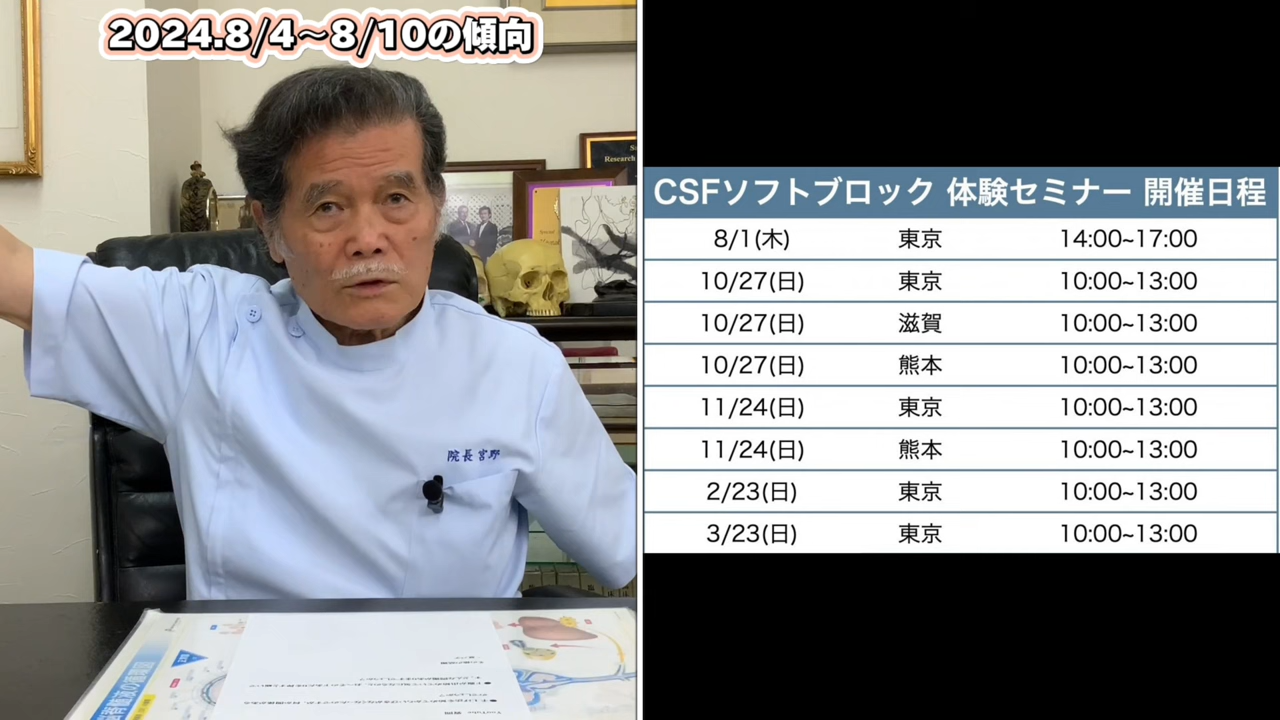 2024.8/4～8/10の傾向
Research
院長 宮野
CSFソフトブロック 体験セミナー 開催日程
8/1(木) 東京 14:00~17:00
10/27(日) 東京 10:00~13:00
10/27(日) 滋賀 10:00~13:00
10/27(日) 熊本 10:00~13:00
11/24(日) 東京 10:00~13:00
11/24(日) 熊本 10:00~13:00
2/23(日) 東京 10:00~13:00
3/23(日) 東京 10:00~13:00